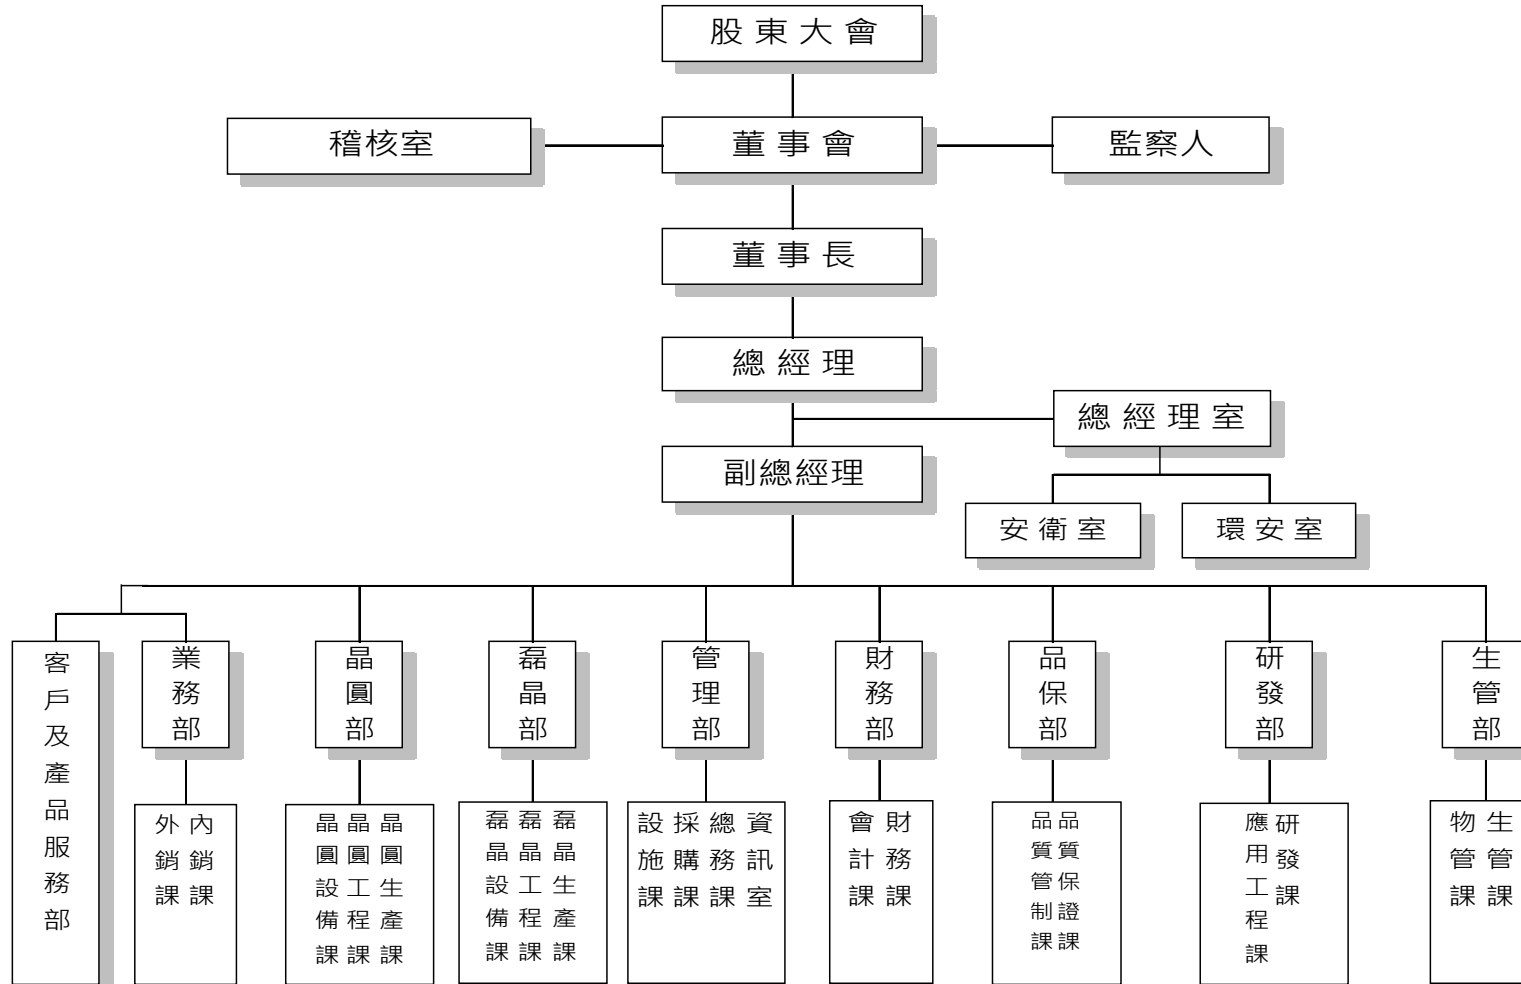 股東大會
稽核室
董事會
監察人
董事長
總經理
總經理室
副總經理
安衛室
環安室
客戶及產品服務部
業務部
晶圓部
磊晶部
管理部
財務部
品保部
研發部
生管部
內銷課
外銷課
晶圓生產課
晶圓工程課
晶圓設備課
磊晶生產課
磊晶工程課
磊晶設備課
資訊室
總務課
採購課
設施課
財務課
會計課
品質保證課
品質管制課
研發課
應用工程課
生管課
物管課